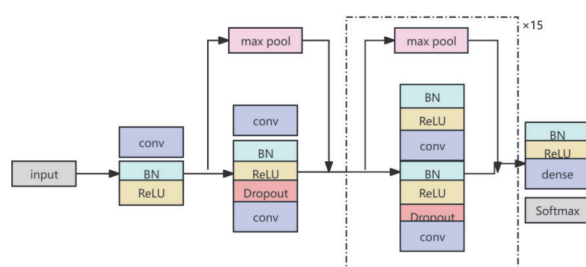 input
conv
BN
ReLU
max pool
conv
BN
ReLU
Dropout
conv
×15
max pool
BN
ReLU
conv
BN
ReLU
Dropout
conv
BN
ReLU
dense
Softmax